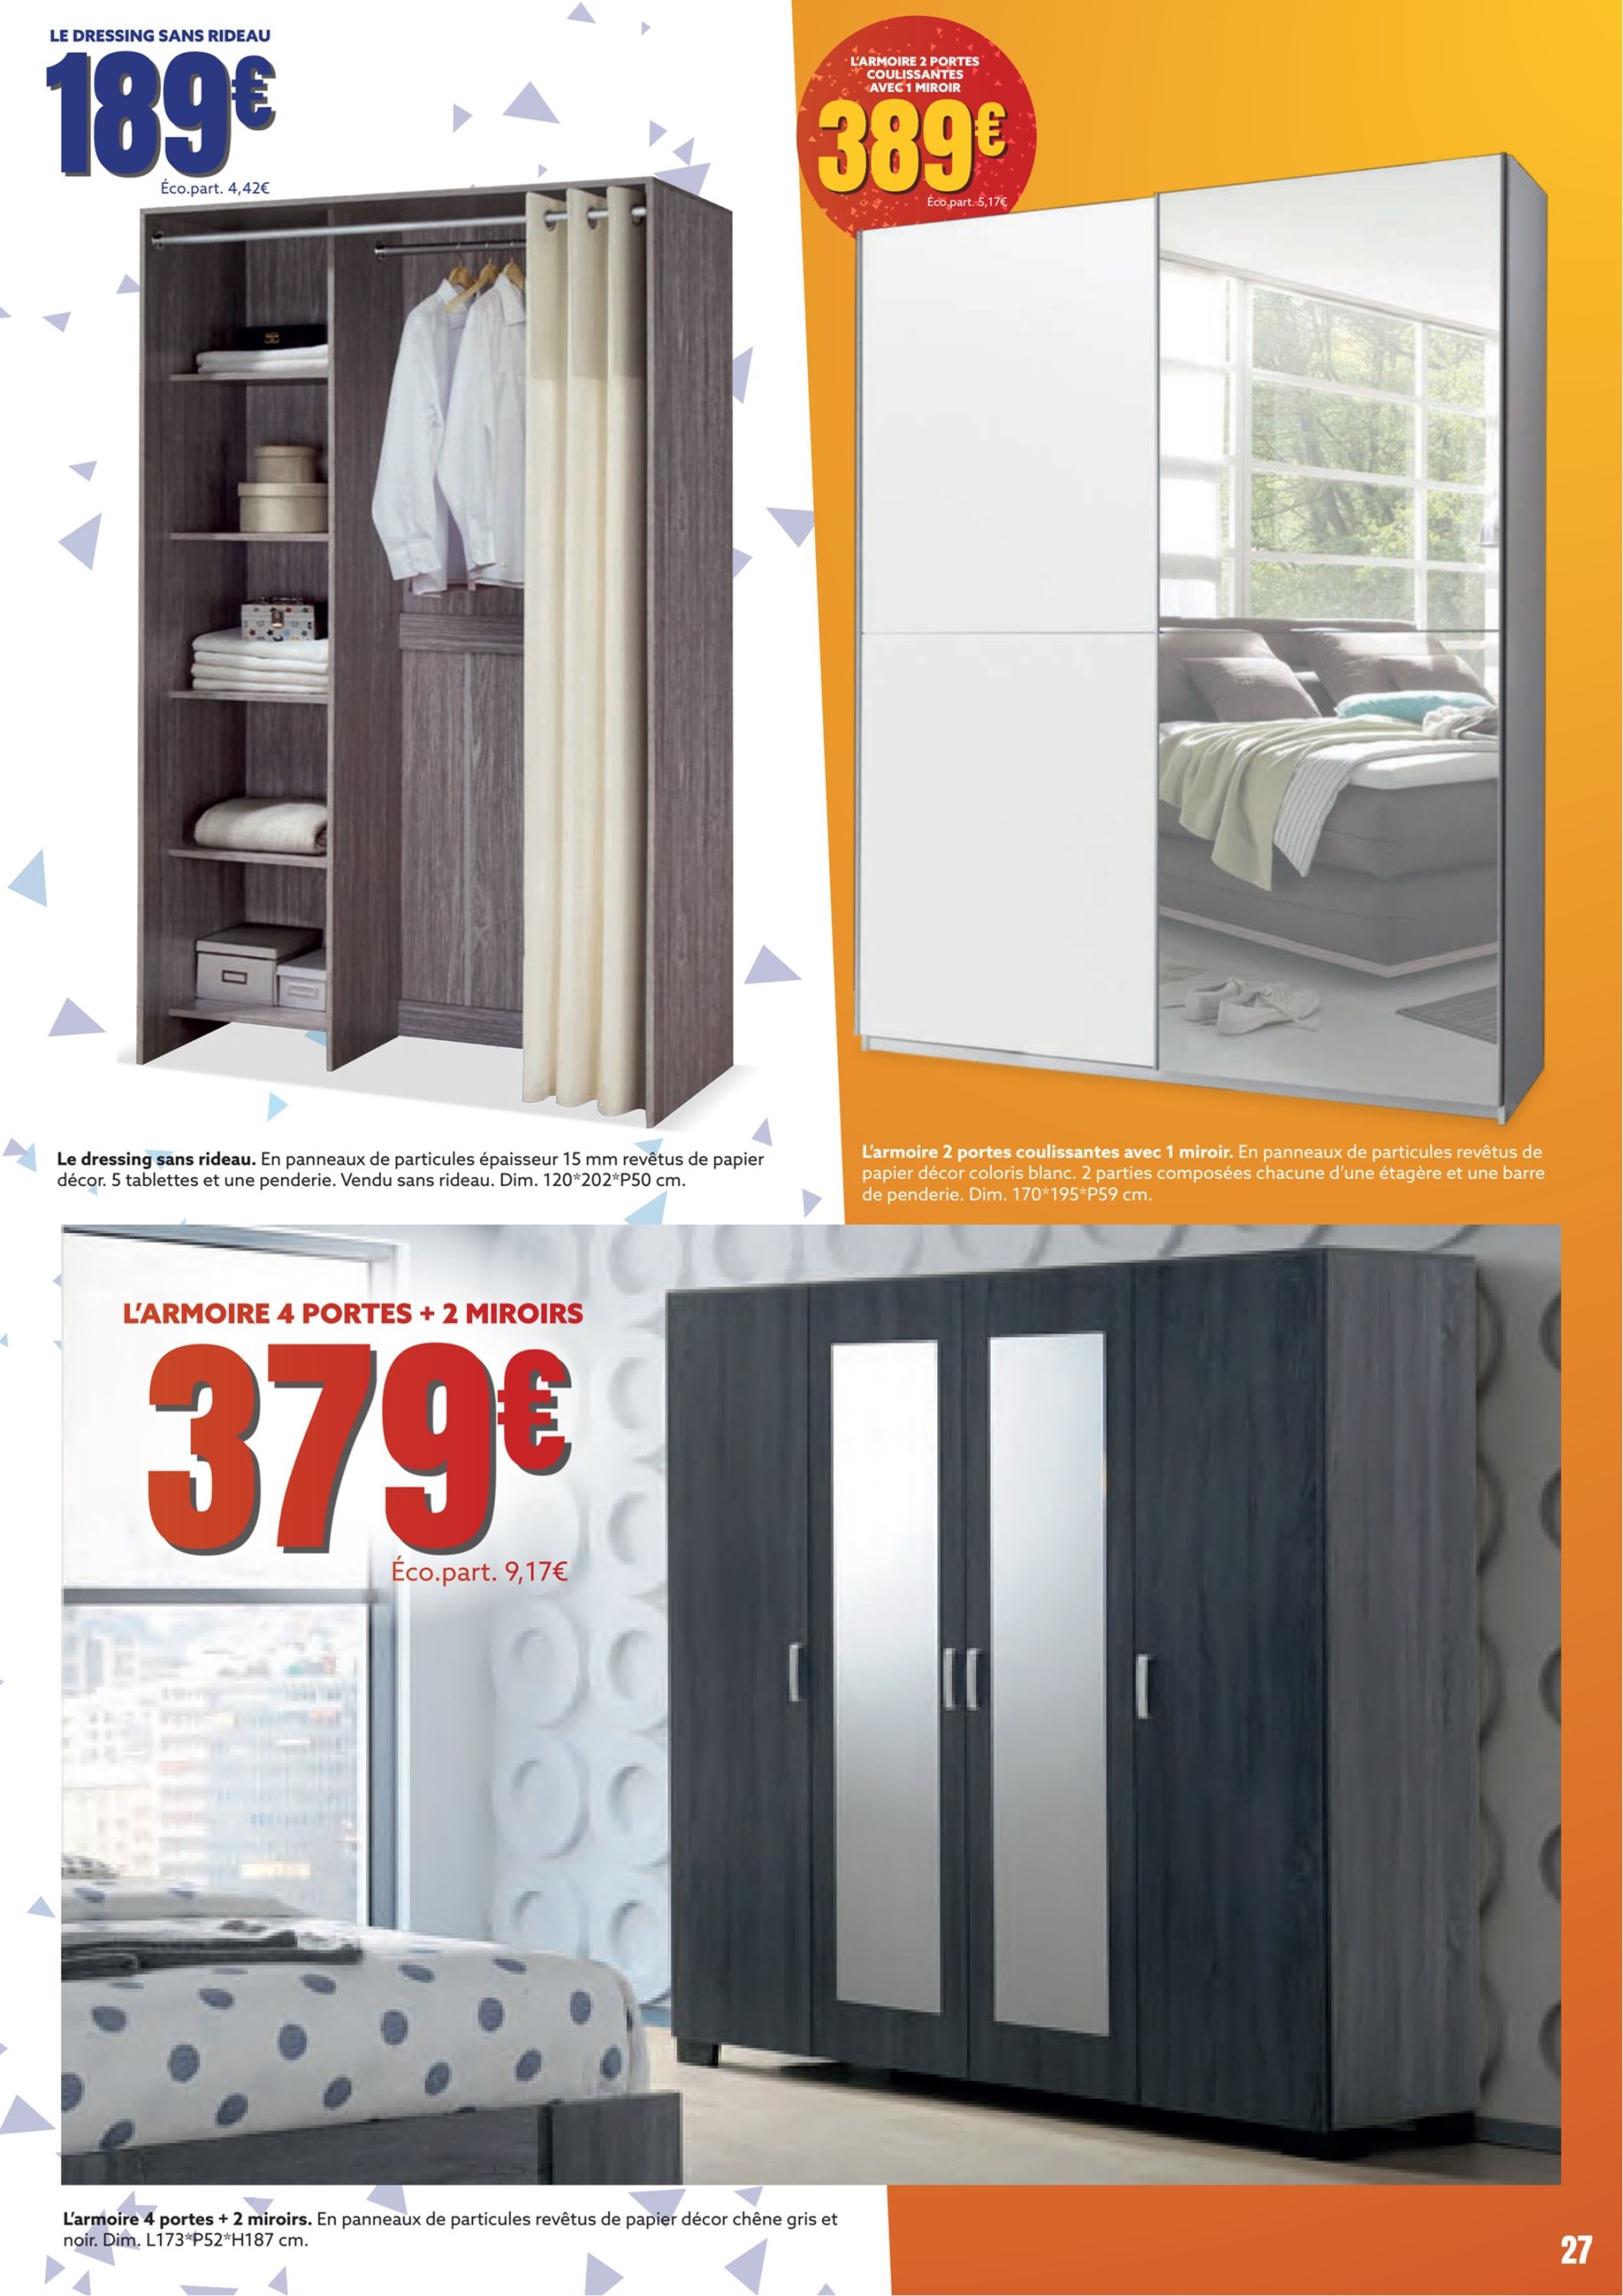 LE DRESSING SANS RIDEAU
189€
Éco.part. 4,42€
L'ARMOIRE 2 PORTES
COULISSANTES
AVEC 1 MIROIR
389€
Éco.part. 5,17€
Le dressing sans rideau. En panneaux de particules épaisseur 15 mm revêtus de papier
décor. 5 tablettes et une penderie. Vendu sans rideau. Dim. 120*202*P50 cm.
L'armoire 2 portes coulissantes avec 1 miroir. En panneaux de particules revêtus de
papier décor coloris blanc. 2 parties composées chacune d'une étagère et une barre
de penderie. Dim. 170*195*P59 cm.
L'ARMOIRE 4 PORTES + 2 MIROIRS
379€
Éco.part. 9,17€
L'armoire 4 portes + 2 miroirs. En panneaux de particules revêtus de papier décor chêne gris et
noir. Dim. L173*P52*H187 cm.
27